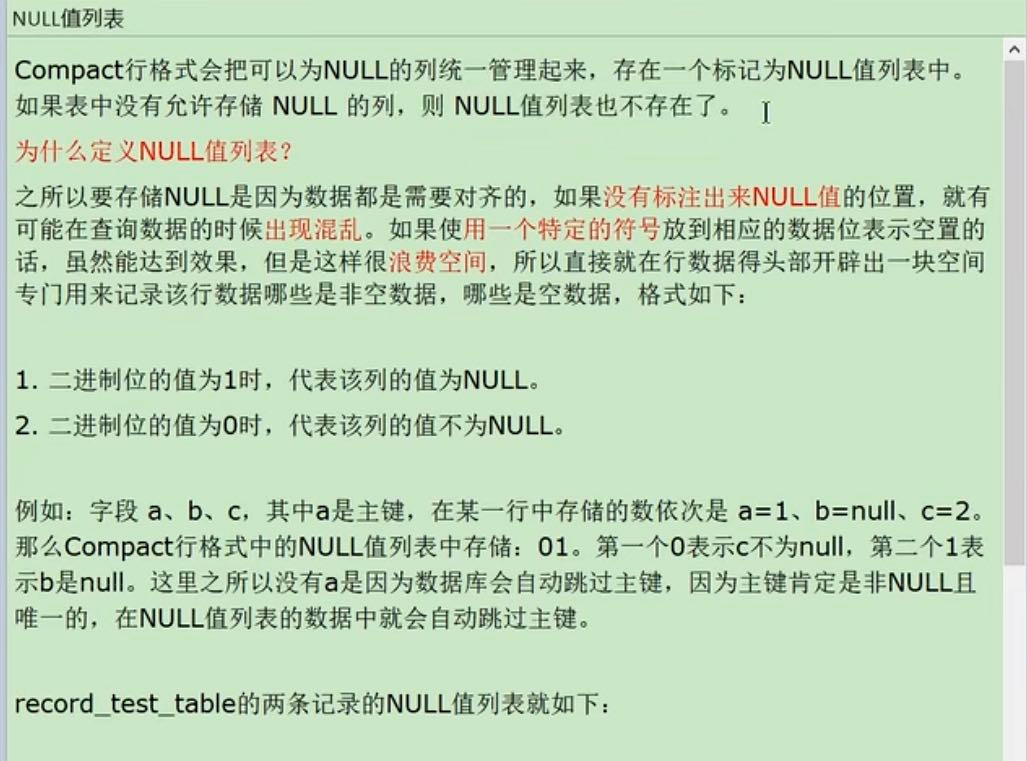 NULL值列表
Compact行格式会把可以为NULL的列统一管理起来，存在一个标记为NULL值列表中。
如果表中没有允许存储 NULL 的列，则 NULL值列表也不存在了。
为什么定义NULL值列表？
之所以要存储NULL是因为数据都是需要对齐的，如果没有标注出来NULL值的位置，就有
可能在查询数据的时候出现混乱。如果使用一个特定的符号放到相应的数据位表示空置的
话，虽然能达到效果，但是这样很浪费空间，所以直接就在行数据得头部开辟出一块空间
专门用来记录该行数据哪些是非空数据，哪些是空数据，格式如下：
1. 二进制位的值为1时，代表该列的值为NULL。
2. 二进制位的值为0时，代表该列的值不为NULL。
例如：字段 a、b、c，其中a是主键，在某一行中存储的数依次是 a=1、b=null、c=2。
那么Compact行格式中的NULL值列表中存储：01。第一个0表示c不为null，第二个1表
示b是null。这里之所以没有a是因为数据库会自动跳过主键，因为主键肯定是非NULL且
唯一的，在NULL值列表的数据中就会自动跳过主键。
record_test_table的两条记录的NULL值列表就如下：